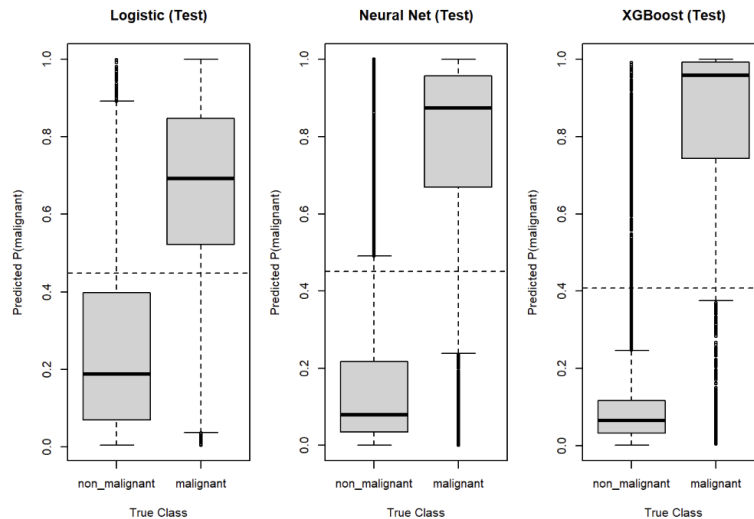 Logistic (Test)
Predicted P(malignant)
1.0
0.8
0.6
0.4
0.2
0.0
non_malignant malignant
True Class
Neural Net (Test)
Predicted P(malignant)
1.0
0.8
0.6
0.4
0.2
0.0
non_malignant malignant
True Class
XGBoost (Test)
Predicted P(malignant)
1.0
0.8
0.6
0.4
0.2
0.0
non_malignant malignant
True Class